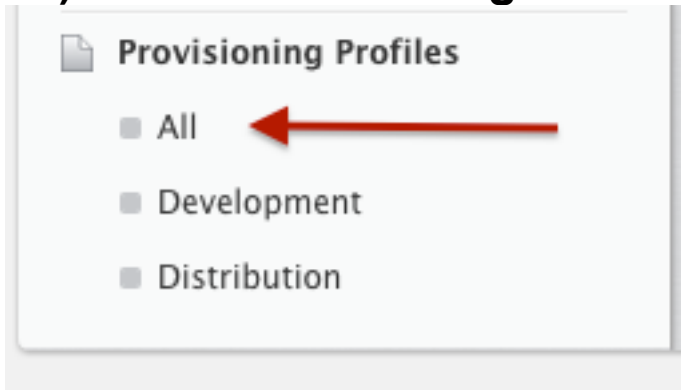 Provisioning Profiles
All
Development
Distribution